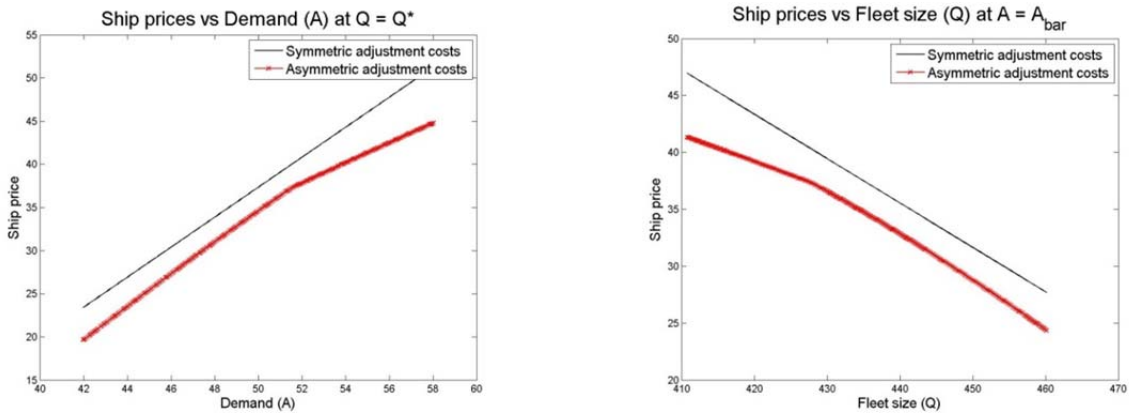 Ship prices vs Demand (A) at Q = Q*
55
50
45
40
35
30
25
20
15
Ship price
Symmetric adjustment costs
Asymmetric adjustment costs
40 42 44 46 48 50 52 54 56 58 60
Demand (A)
Ship prices vs Fleet size (Q) at A = A_bar
50
45
40
35
30
25
20
Ship price
Symmetric adjustment costs
Asymmetric adjustment costs
410 420 430 440 450 460 470
Fleet size (Q)